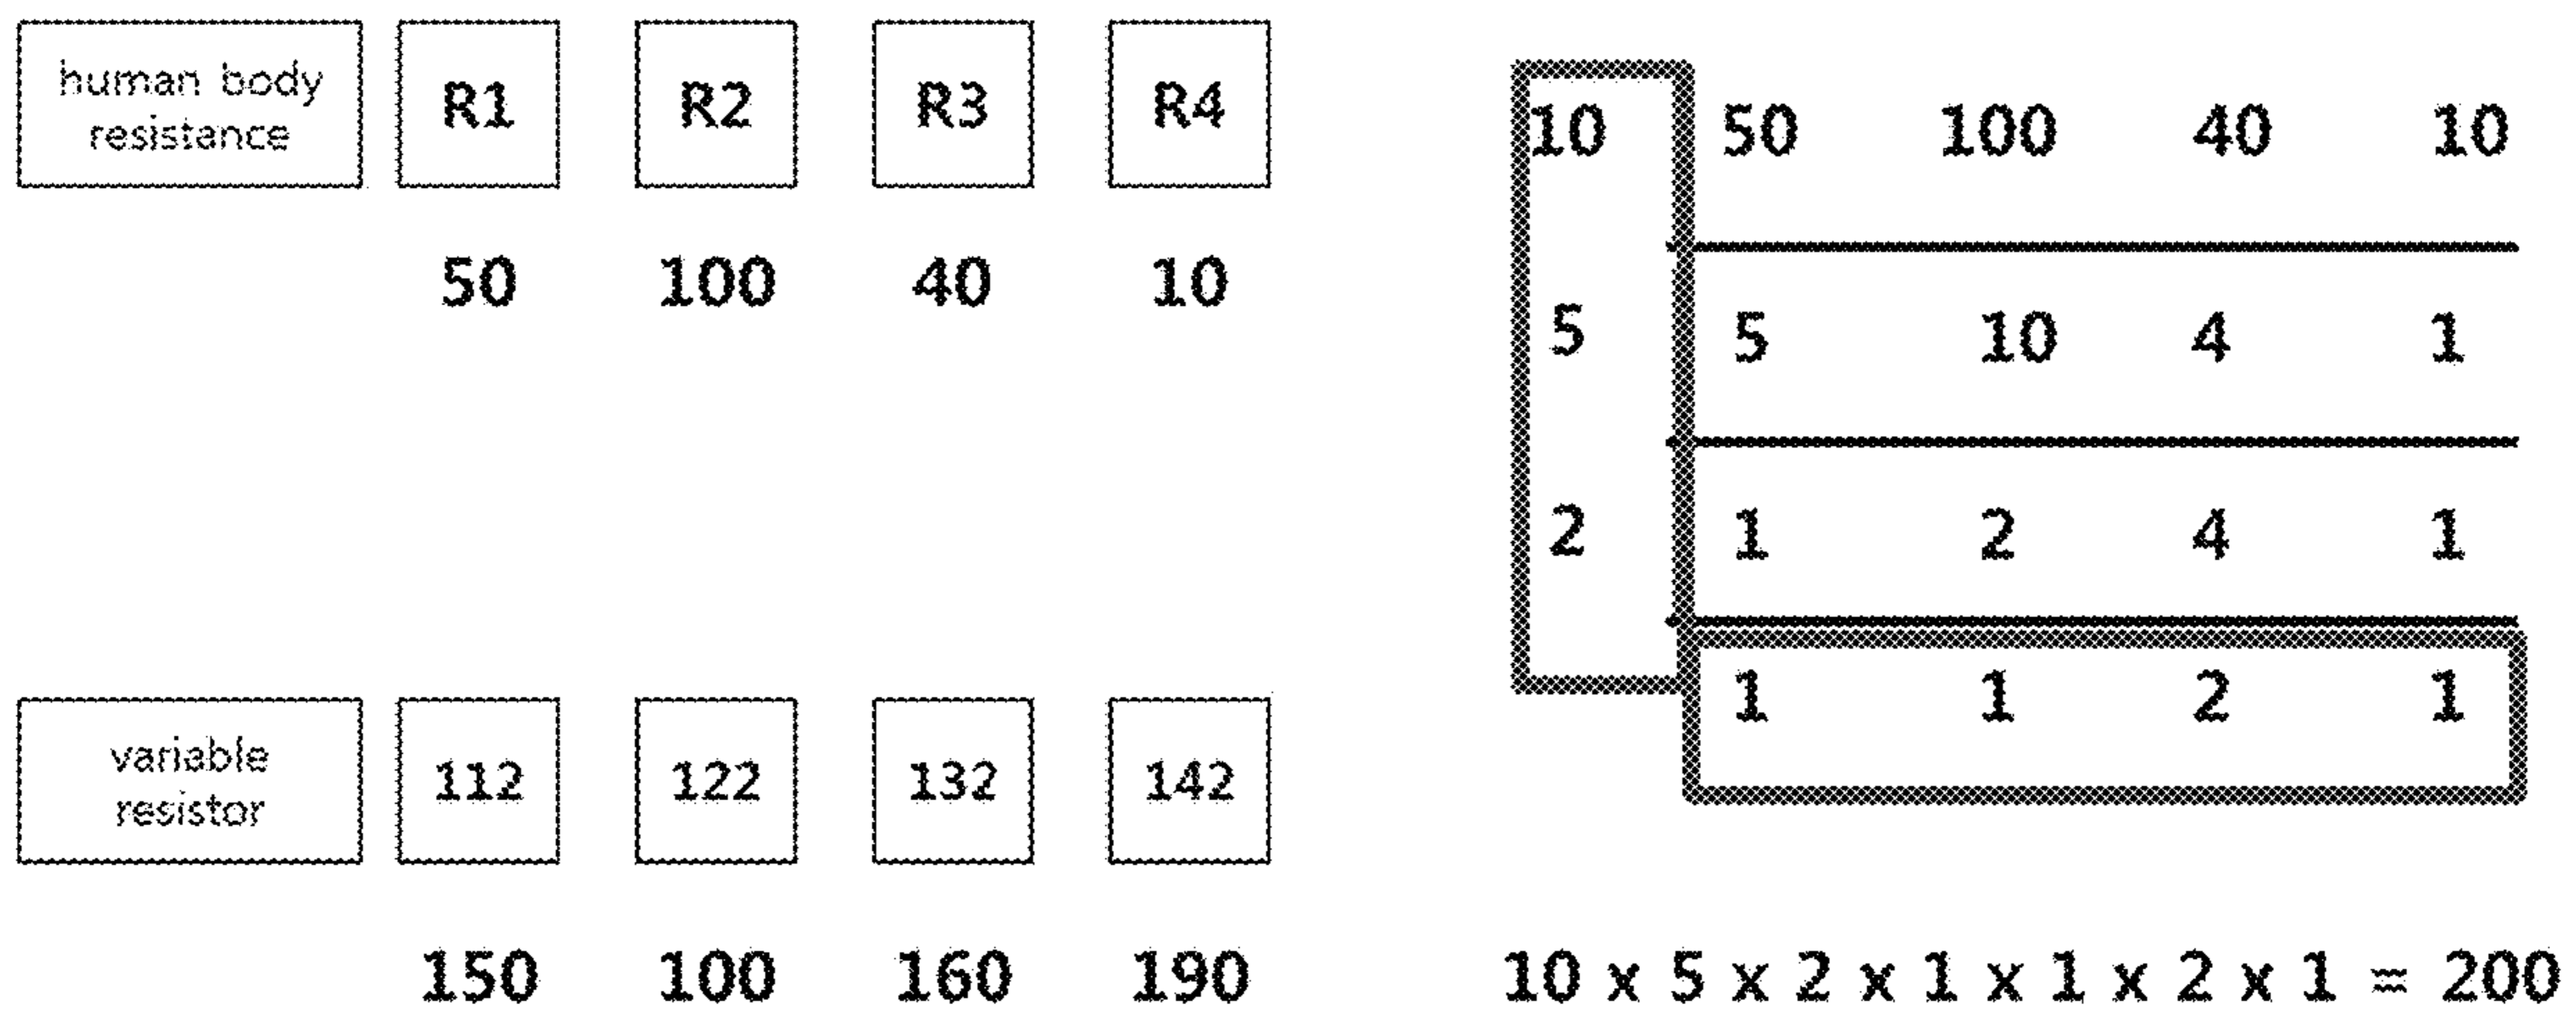 human body
resistance
R1 R2 R3 R4
50 100 40 10
variable
resistor
112 122 132 142
150 100 160 190
10 50 100 40 10
5 5 10 4 1
2 1 2 4 1
1 1 2 1
10 x 5 x 2 x 1 x 1 x 2 x 1 = 200